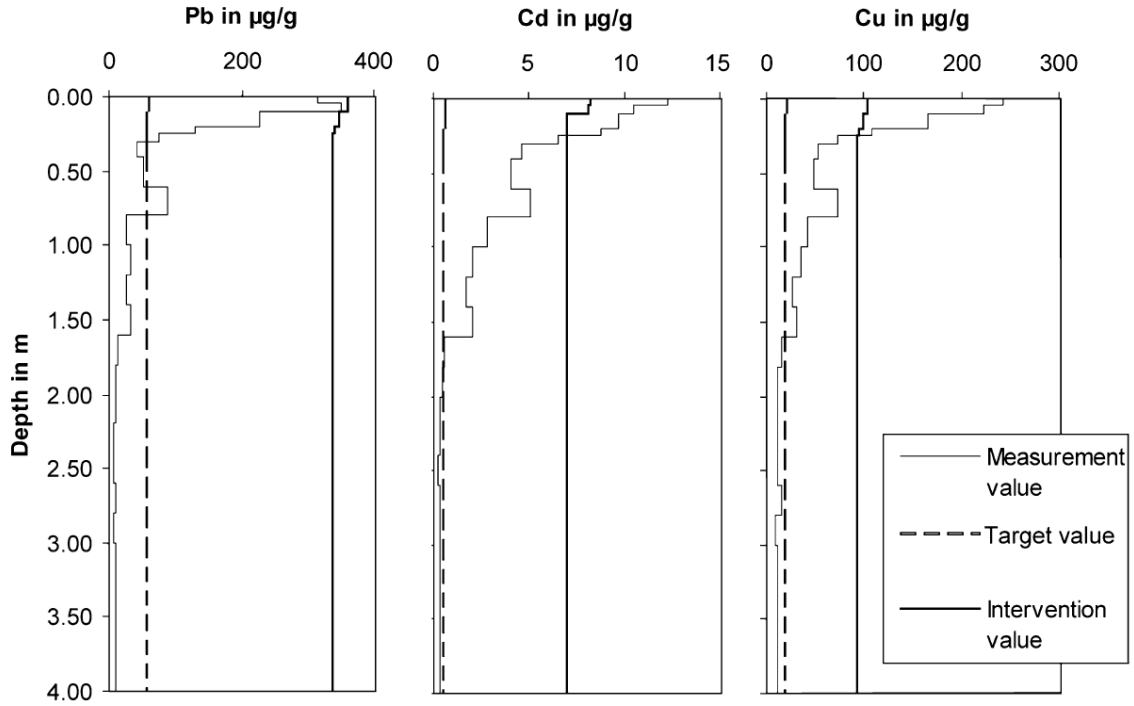 Pb in µg/g
Cd in µg/g
Cu in µg/g
0 200 400
0 5 10 15
0 100 200 300
Depth in m
0.00
0.50
1.00
1.50
2.00
2.50
3.00
3.50
4.00
Measurement
value
Target value
Intervention
value